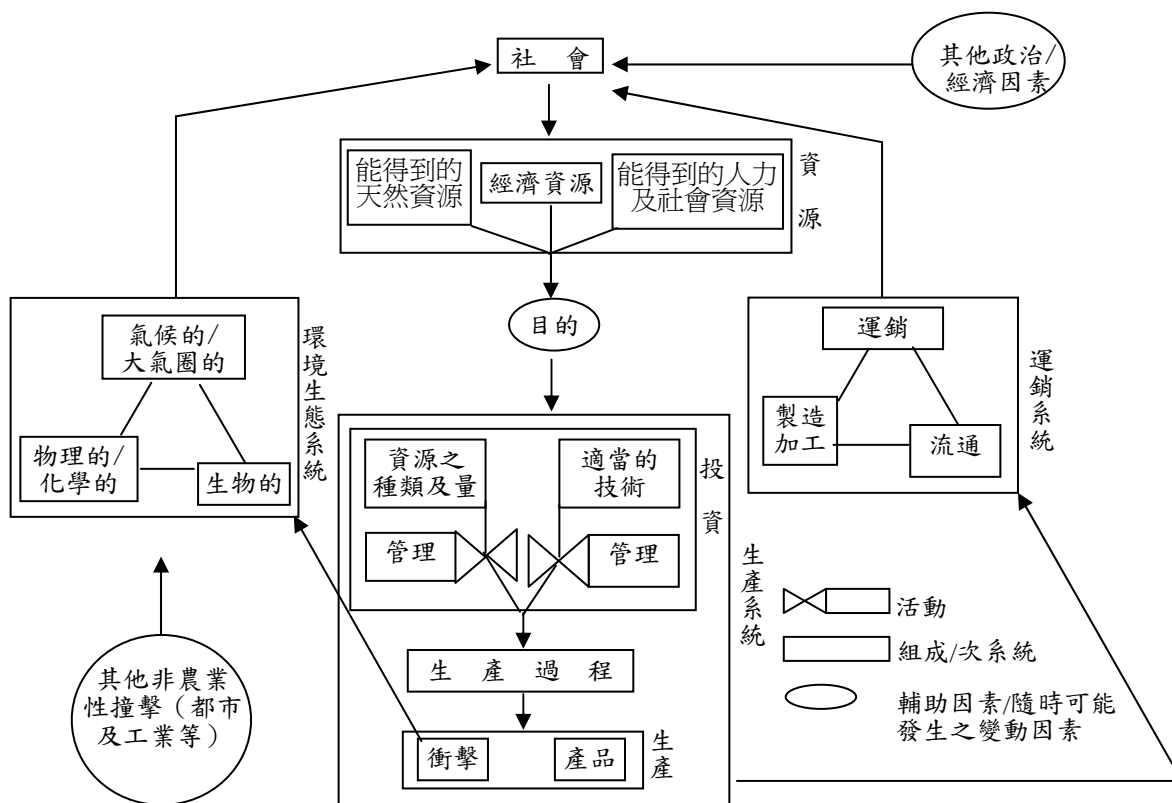 社 會
其他政治/
經濟因素
能得到的
天然資源
經濟資源
能得到的人力
及社會資源
資
源
目的
氣候的/
大氣圈的
物理的/
化學的
生物的
環境生態系統
運銷
製造
加工
流通
運銷系統
資源之
種類及量
適當的
技術
投
資
管理
管理
生產系統
生 產 過 程
衝擊
產品
生產
其他非農業
性撞擊（都市
及工業等）
活動
組成/次系統
輔助因素/隨時可能
發生之變動因素